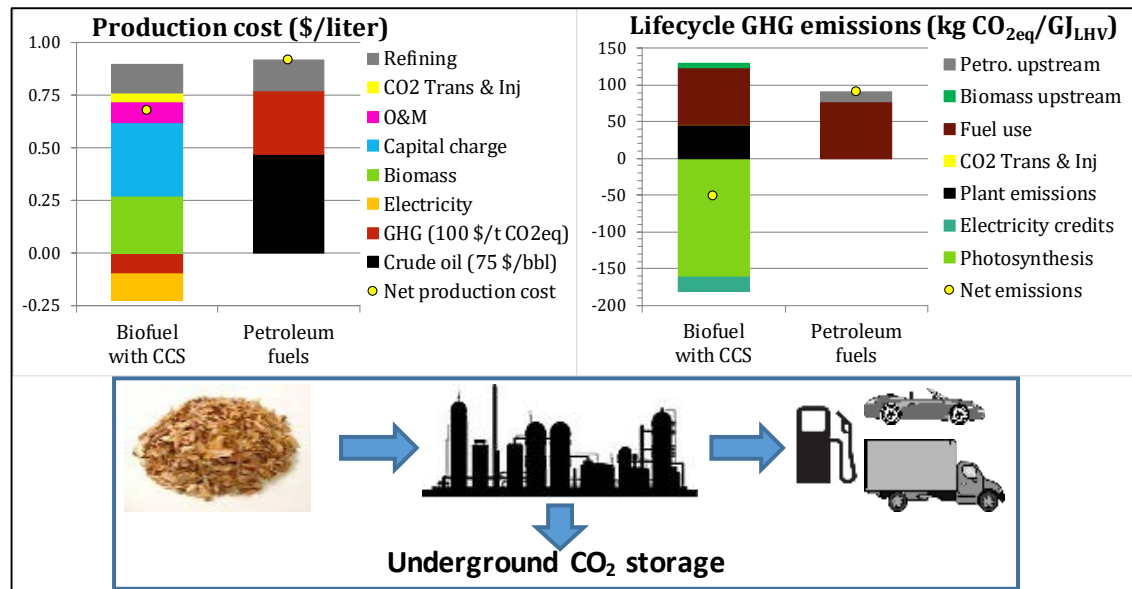 Production cost ($/liter)
1.00
0.75
0.50
0.25
0.00
-0.25
Biofuel
with CCS
Petroleum
fuels
Refining
CO2 Trans & Inj
O&M
Capital charge
Biomass
Electricity
GHG (100 $/t CO2eq)
Crude oil (75 $/bbl)
Net production cost
Lifecycle GHG emissions (kg CO₂eq/GJLHV)
150
100
50
0
-50
-100
-150
-200
Biofuel
with CCS
Petroleum
fuels
Petro. upstream
Biomass upstream
Fuel use
CO2 Trans & Inj
Plant emissions
Electricity credits
Photosynthesis
Net emissions
Underground CO₂ storage